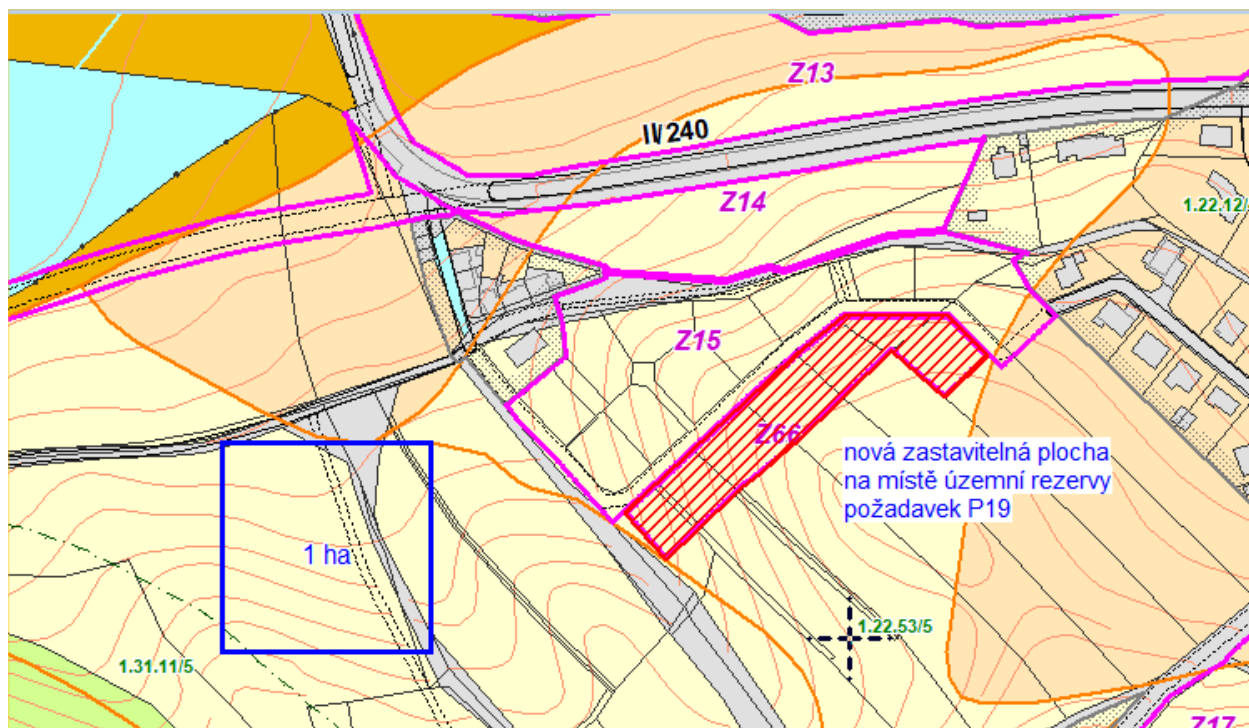 Z13
II/240
Z14
1.22.12/
Z15
Z66
nová zastavitelná plocha
na místě územní rezervy
požadavek P19
1 ha
1.22.53/5
1.31.11/5
Z17